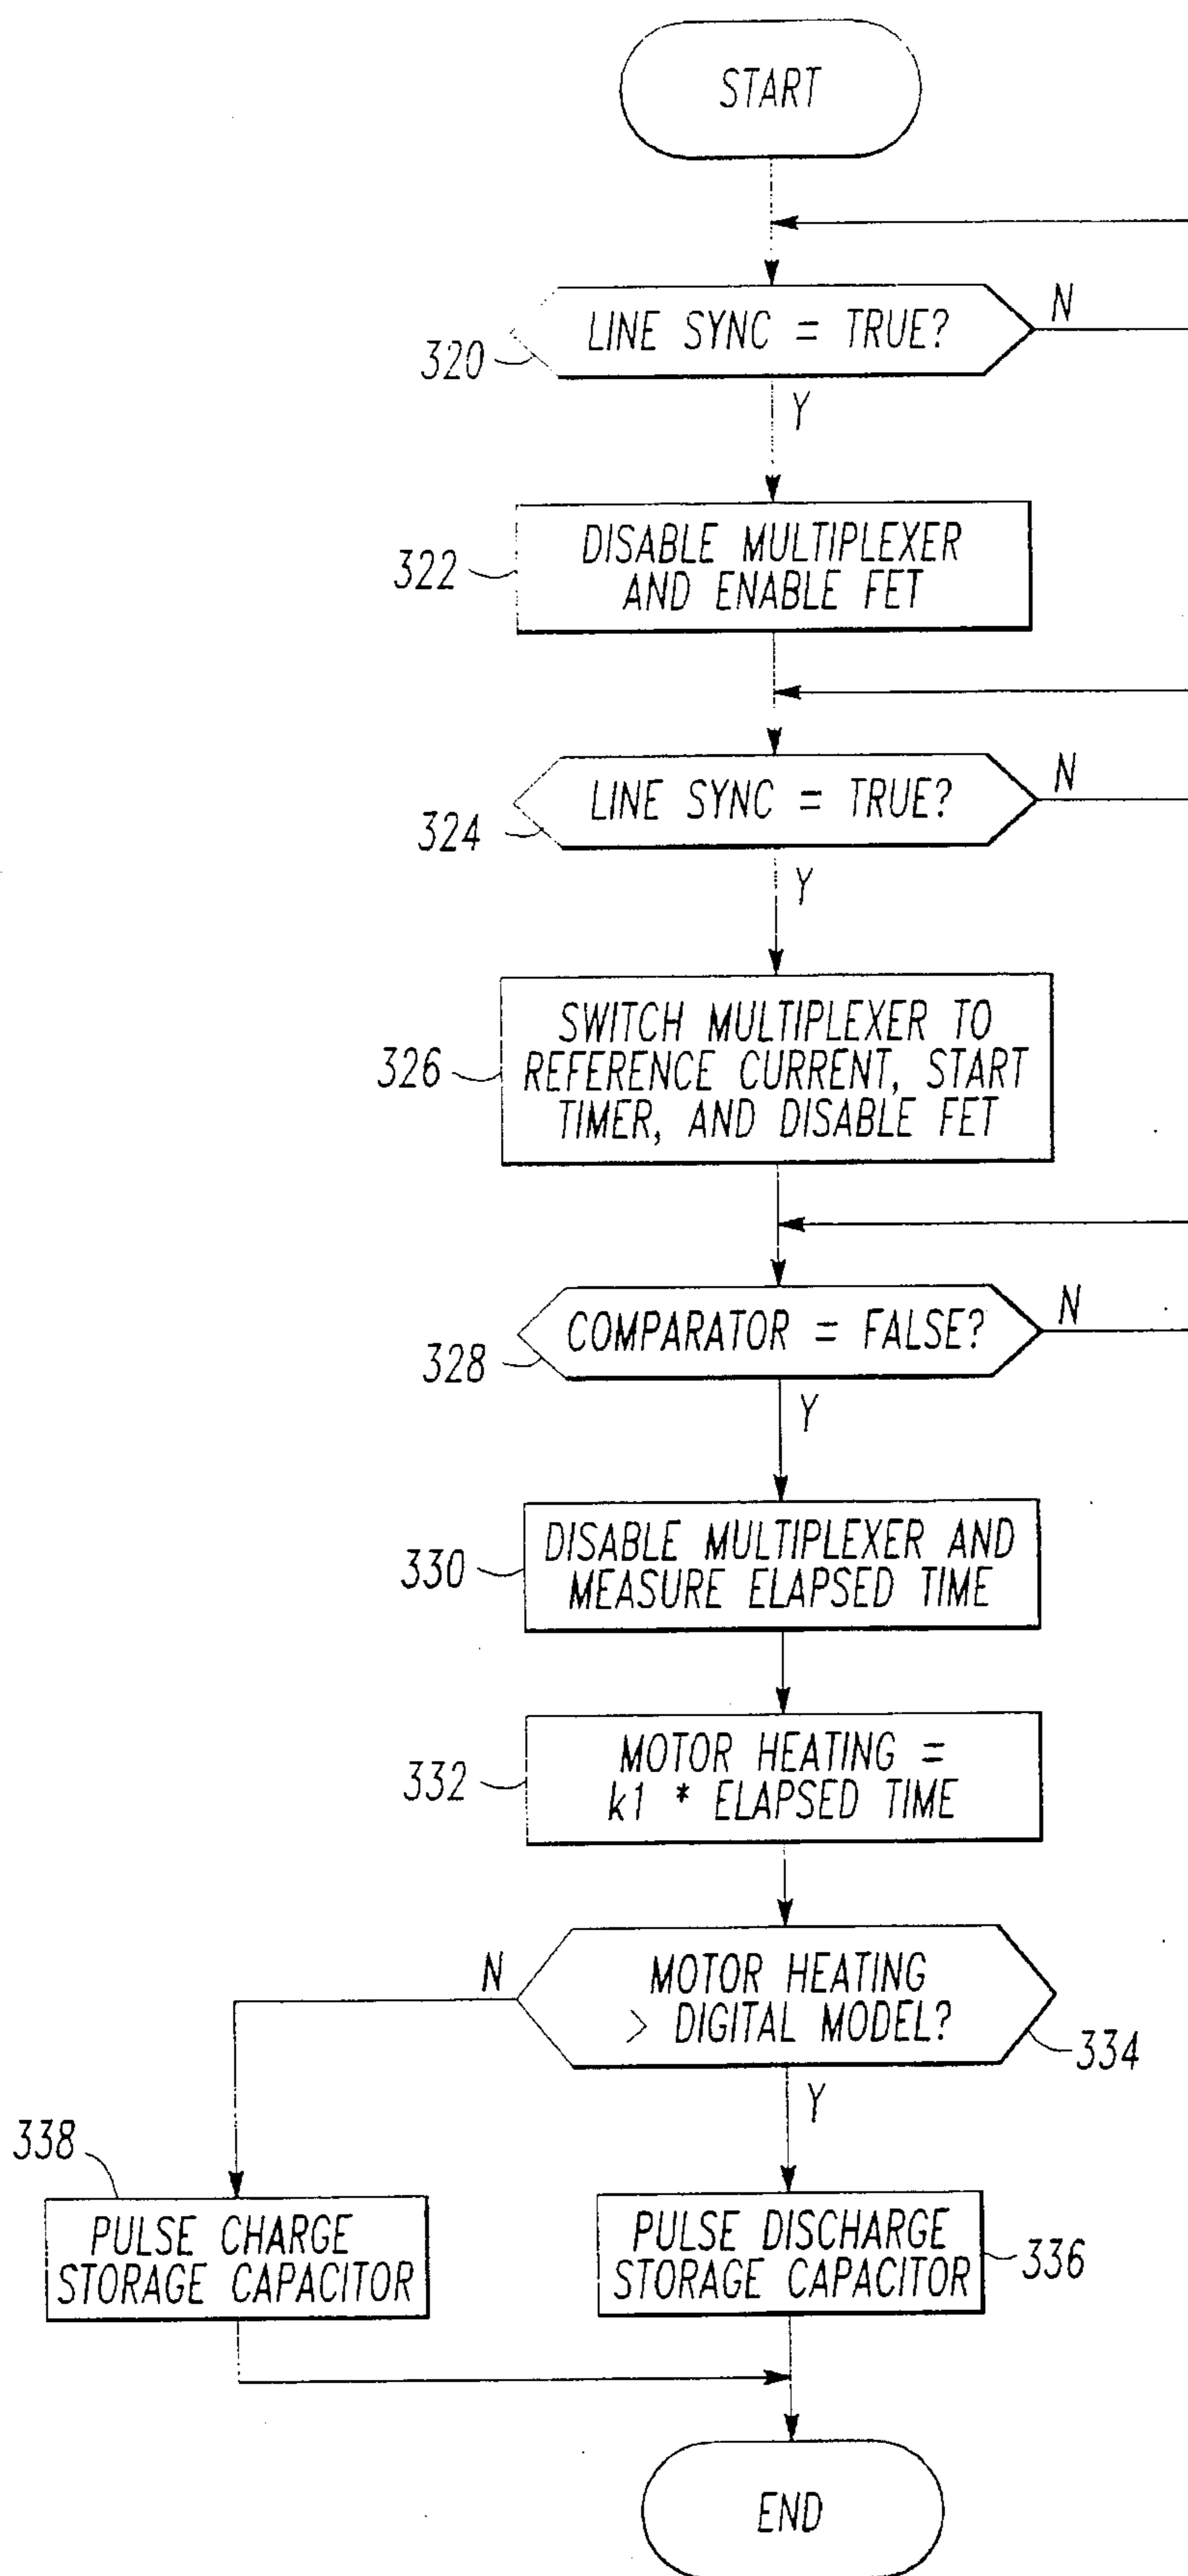 START
LINE SYNC = TRUE?
N
320
Y
DISABLE MULTIPLEXER
AND ENABLE FET
322
LINE SYNC = TRUE?
N
324
Y
SWITCH MULTIPLEXER TO
REFERENCE CURRENT, START
TIMER, AND DISABLE FET
326
COMPARATOR = FALSE?
N
328
Y
DISABLE MULTIPLEXER AND
MEASURE ELAPSED TIME
330
MOTOR HEATING =
k1 * ELAPSED TIME
332
N
MOTOR HEATING
> DIGITAL MODEL?
334
Y
338
PULSE CHARGE
STORAGE CAPACITOR
PULSE DISCHARGE
STORAGE CAPACITOR
336
END